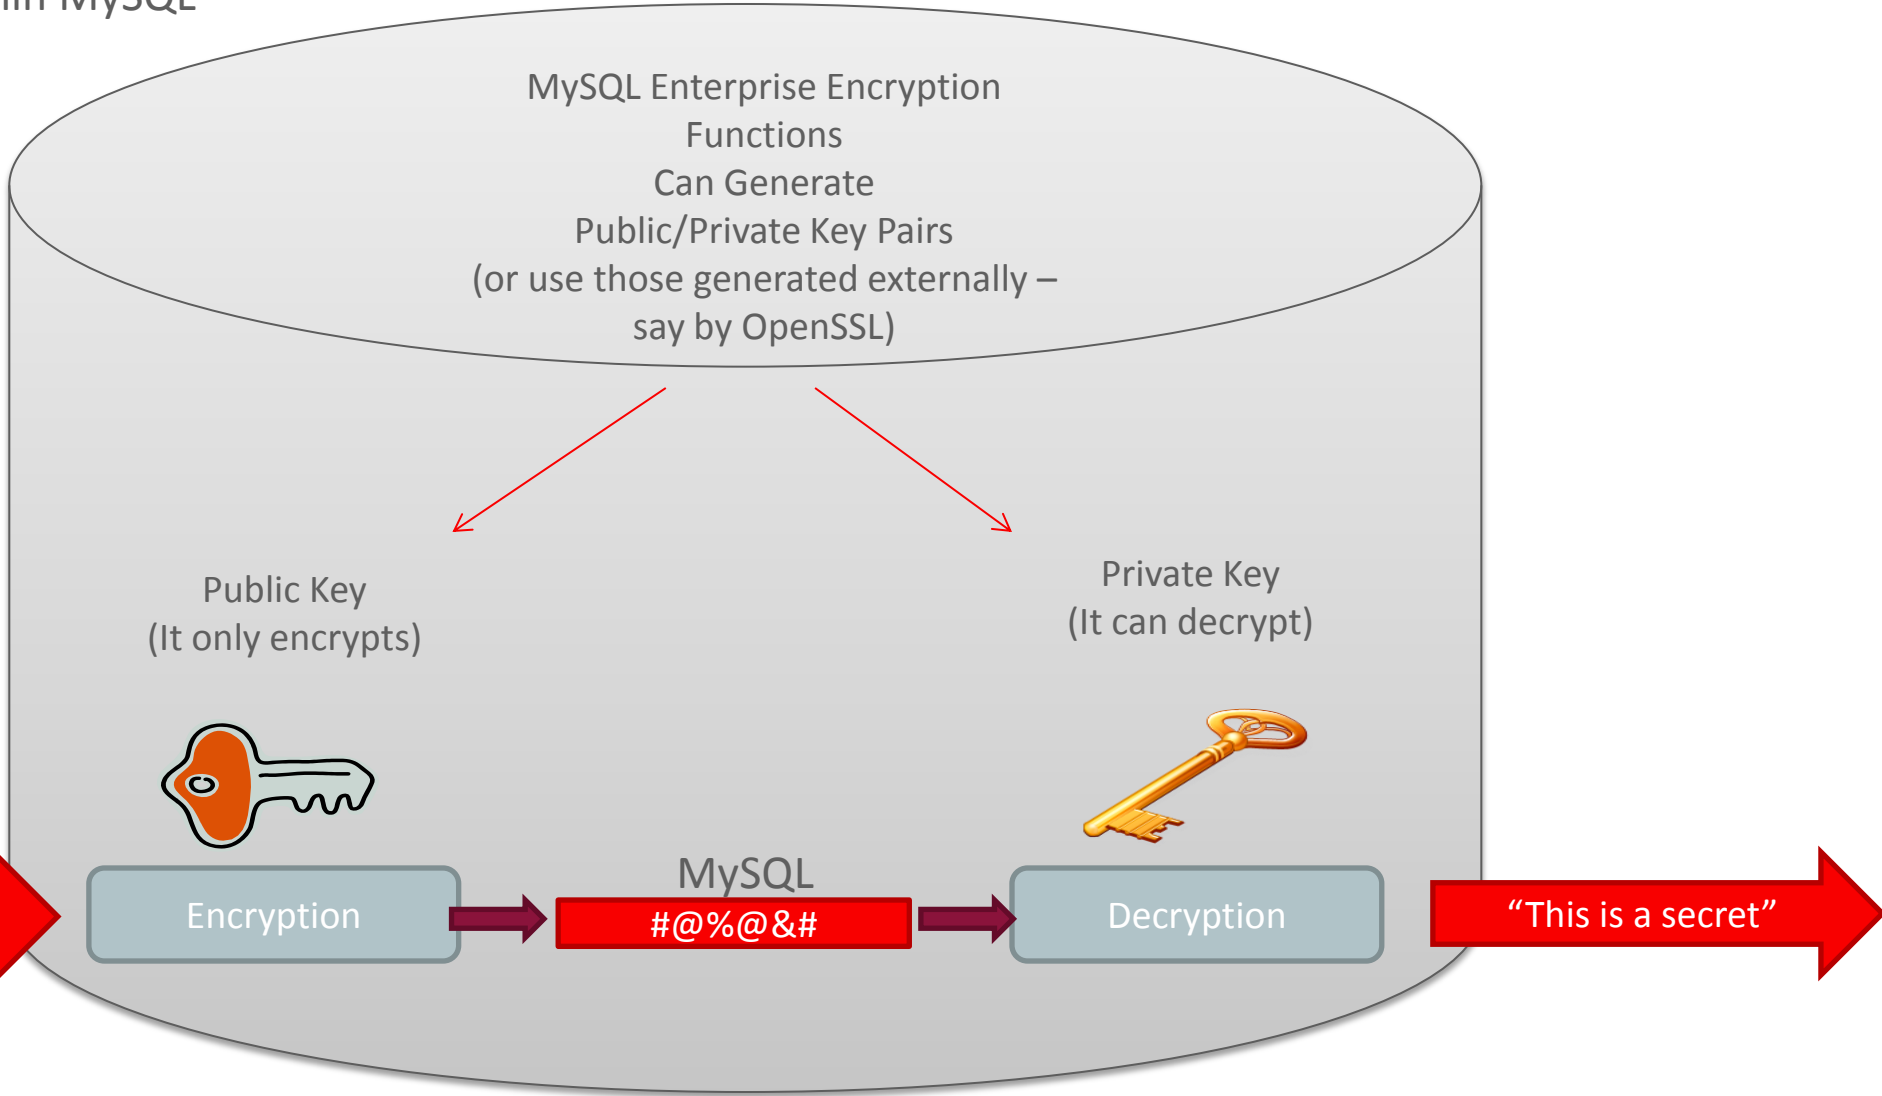 MySQL
MySQL Enterprise Encryption
Functions
Can Generate
Public/Private Key Pairs
(or use those generated externally –
say by OpenSSL)
Public Key
(It only encrypts)
Private Key
(It can decrypt)
Encryption
MySQL
#@%@&#
Decryption
“This is a secret”